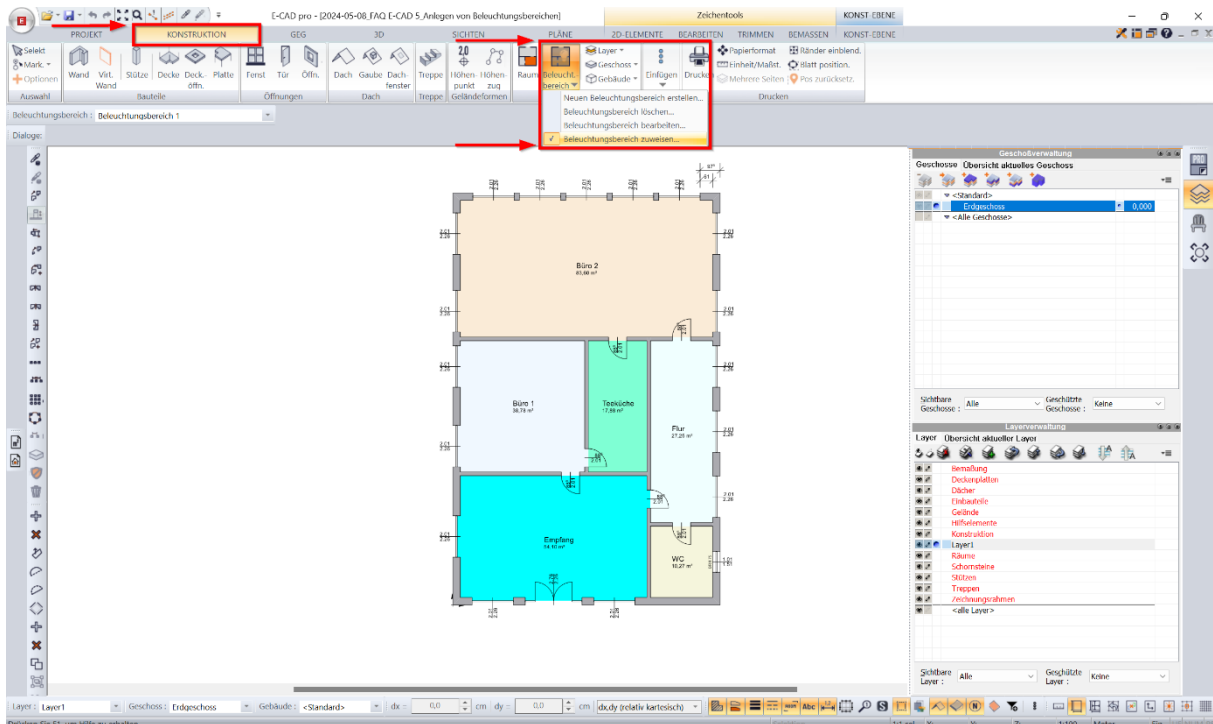 E-CAD pro - [2024-05-08_FAQ E-CAD 5_Anlegen von Beleuchtungsbereichen]
Zeichentools
KONST EBENE
PROJEKT KONSTRUKTION GEG 3D SICHTEN PLÄNE 2D-ELEMENTE BEARBEITEN TRIMMEN BEMASSEN KONST-EBENE
Selekt
Mark.
Optionen
Wand Virt. Wand Stütze Decke Deck.-öffn. Platte Fenst Tür Öffn. Dach Gaube Dach-fenster Treppe Höhen-punkt Höhen-zug Raum Beleucht. bereich
Layer
Geschoss
Gebäude
Einfügen Drucken
Papierformat Ränder einblend.
Einheit/Maßst. Blatt position.
Mehrere Seiten Pos zurücksetz.
Auswahl Bauteile Öffnungen Dach Treppe Geländeformen Drucken
Neuen Beleuchtungsbereich erstellen...
Beleuchtungsbereich löschen...
Beleuchtungsbereich bearbeiten...
Beleuchtungsbereich zuweisen...
Beleuchtungsbereich : Beleuchtungsbereich 1
Dialoge:
Büro 2
Büro 1
Teeküche
Flur
27,25 m²
Empfang
WC
10,27 m²
Geschoßverwaltung
Geschosse Übersicht aktuelles Geschoss
<Standard>
Erdgeschoss 0,000
<Alle Geschosse>
Sichtbare Geschosse : Alle Geschützte Geschosse : Keine
Layerverwaltung
Layer Übersicht aktueller Layer
Bemaßung
Deckenplatten
Dächer
Einbauteile
Gelände
Hilfselemente
Konstruktion
Layer1
Räume
Schornsteine
Stützen
Treppen
Zeichnungsrahmen
<alle Layer>
Sichtbare Layer : Alle Geschützte Layer : Keine
Layer : Layer1 Geschoss : Erdgeschoss Gebäude : <Standard> dx = 0,0 cm dy = 0,0 cm dx,dy (relativ kartesisch)